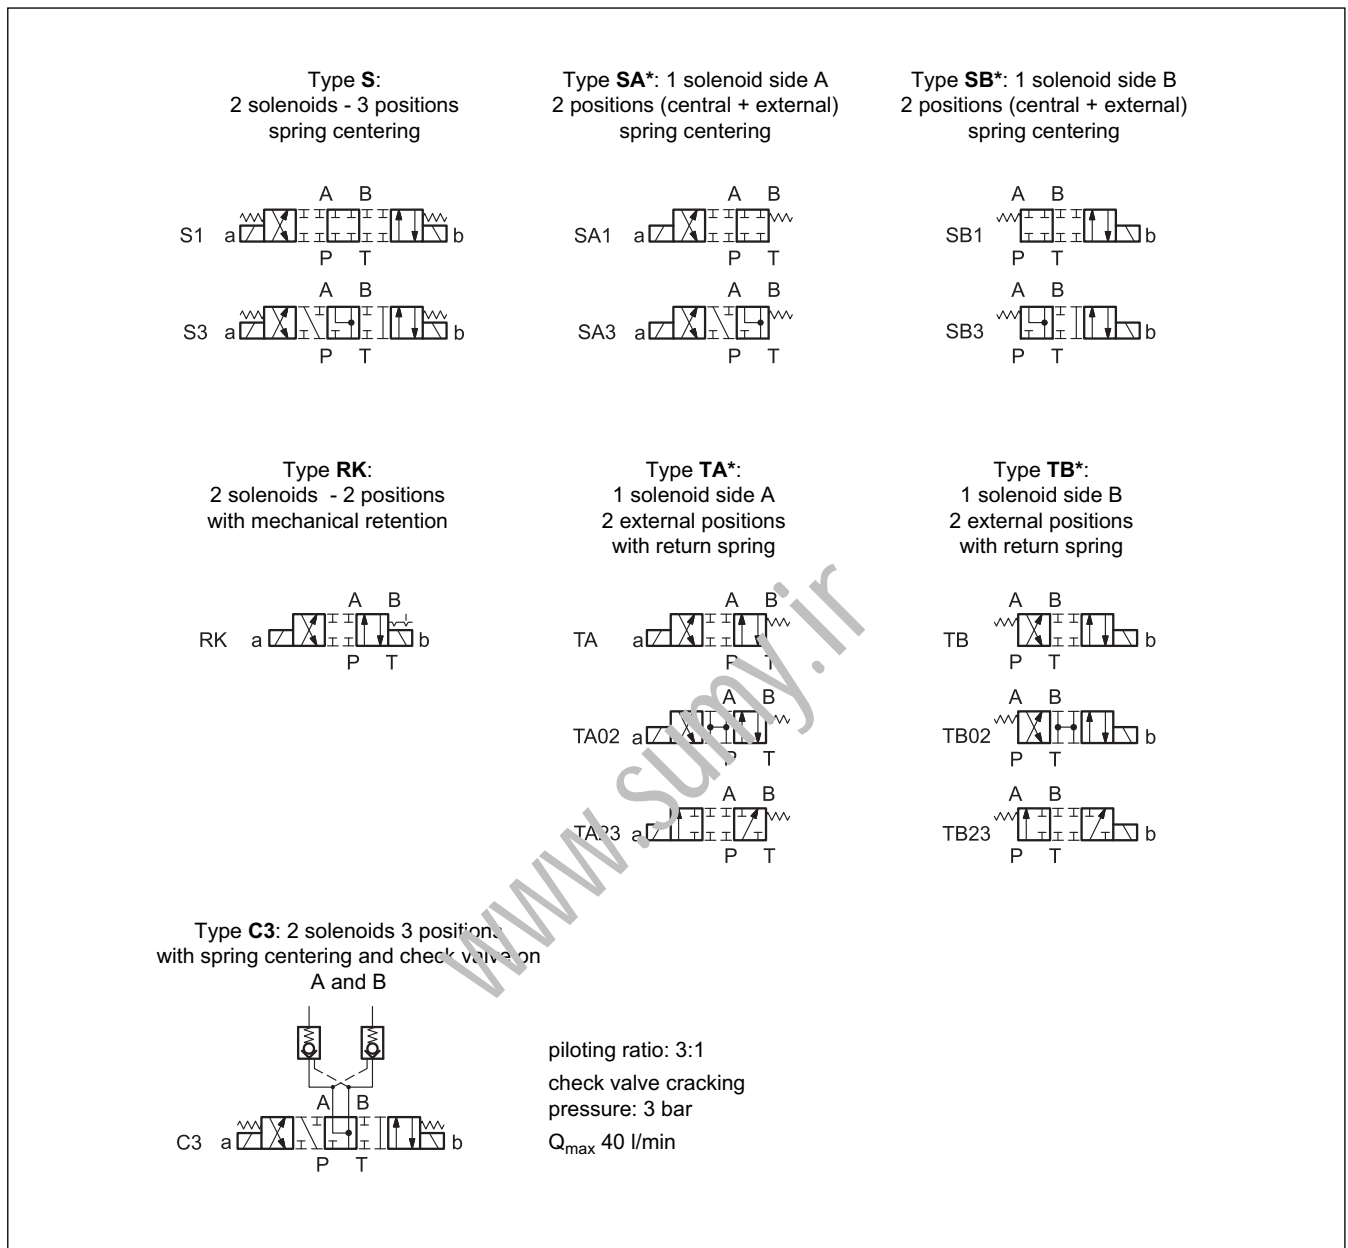 Type S:
2 solenoids - 3 positions
spring centering
A B
S1 a b
P T
A B
S3 a b
P T
Type SA*: 1 solenoid side A
2 positions (central + external)
spring centering
A B
SA1 a
P T
A B
SA3 a
P T
Type SB*: 1 solenoid side B
2 positions (central + external)
spring centering
A B
SB1 b
P T
A B
SB3 b
P T
Type RK:
2 solenoids - 2 positions
with mechanical retention
A B
RK a b
P T
Type TA*:
1 solenoid side A
2 external positions
with return spring
A B
TA a
P T
A B
TA02 a
P T
A B
TA23 a
P T
Type TB*:
1 solenoid side B
2 external positions
with return spring
A B
TB b
P T
A B
TB02 b
P T
A B
TB23 b
P T
www.sumy.ir
Type C3: 2 solenoids 3 positions
with spring centering and check valve on
A and B
A B
C3 a b
P T
piloting ratio: 3:1
check valve cracking
pressure: 3 bar
Qmax 40 l/min